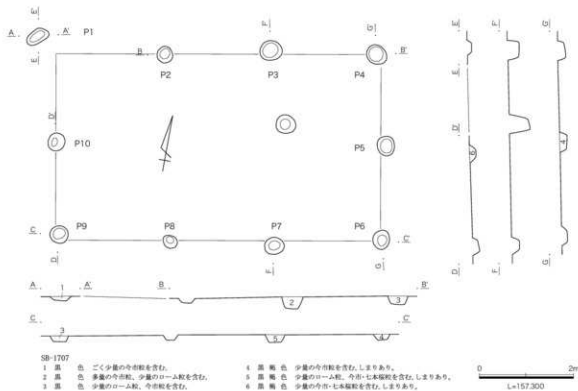 E
A A' P1
E
F
G'
B B'
P2 P3 P4
D'
P10 P5
C C'
P9 P8 P7 P6
D F G
E F G
E
D'
6 4
D F G
A 1 A' B B'
2 3
C C'
3 5 4
SB-1707
1 黒 色 ごく少量の今市粒を含む。
2 黒 色 多量の今市粒、少量のローム粒を含む。
3 黒 色 少量のローム粒、今市粒を含む。
4 黒 褐 色 少量の今市粒を含む、しまりあり。
5 黒 褐 色 少量のローム粒、今市・七本桜粒を含む、しまりあり。
6 黒 褐 色 少量の今市・七本桜粒を含む、しまりあり。
0 2m
L=157.300